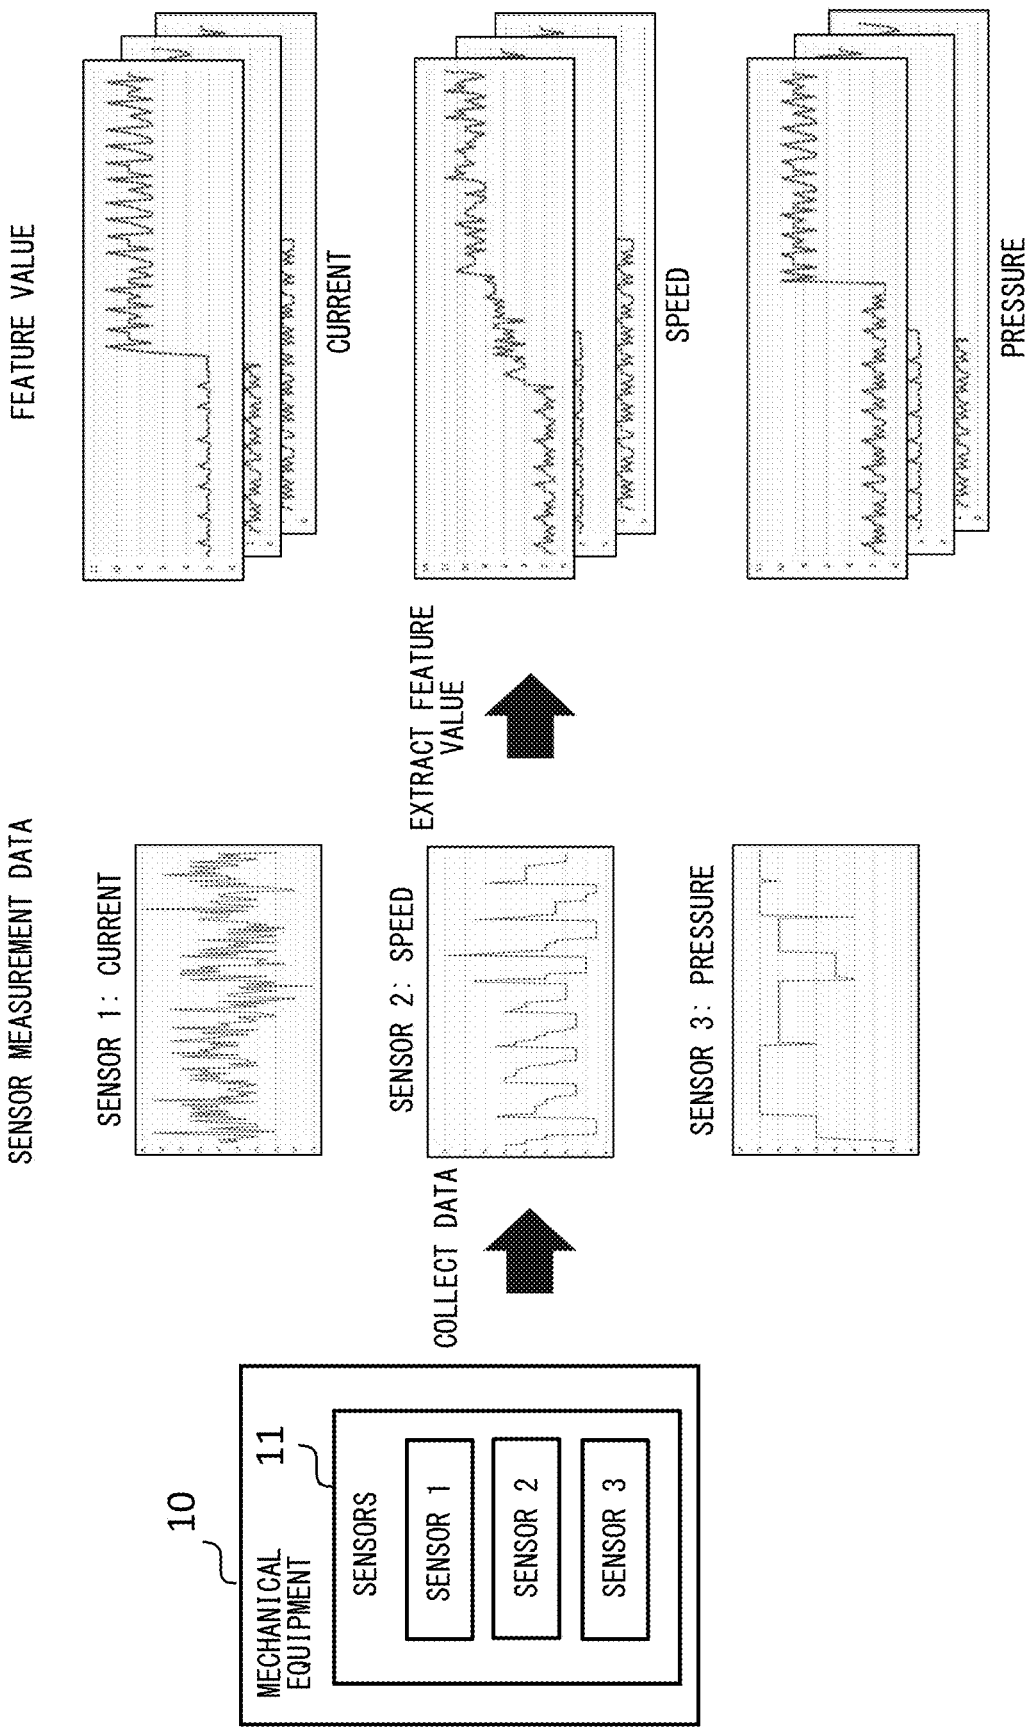 10
MECHANICAL
EQUIPMENT
11
SENSORS
SENSOR 1
SENSOR 2
SENSOR 3
COLLECT DATA
SENSOR MEASUREMENT DATA
SENSOR 1: CURRENT
SENSOR 2: SPEED
SENSOR 3: PRESSURE
EXTRACT FEATURE
VALUE
FEATURE VALUE
CURRENT
SPEED
PRESSURE